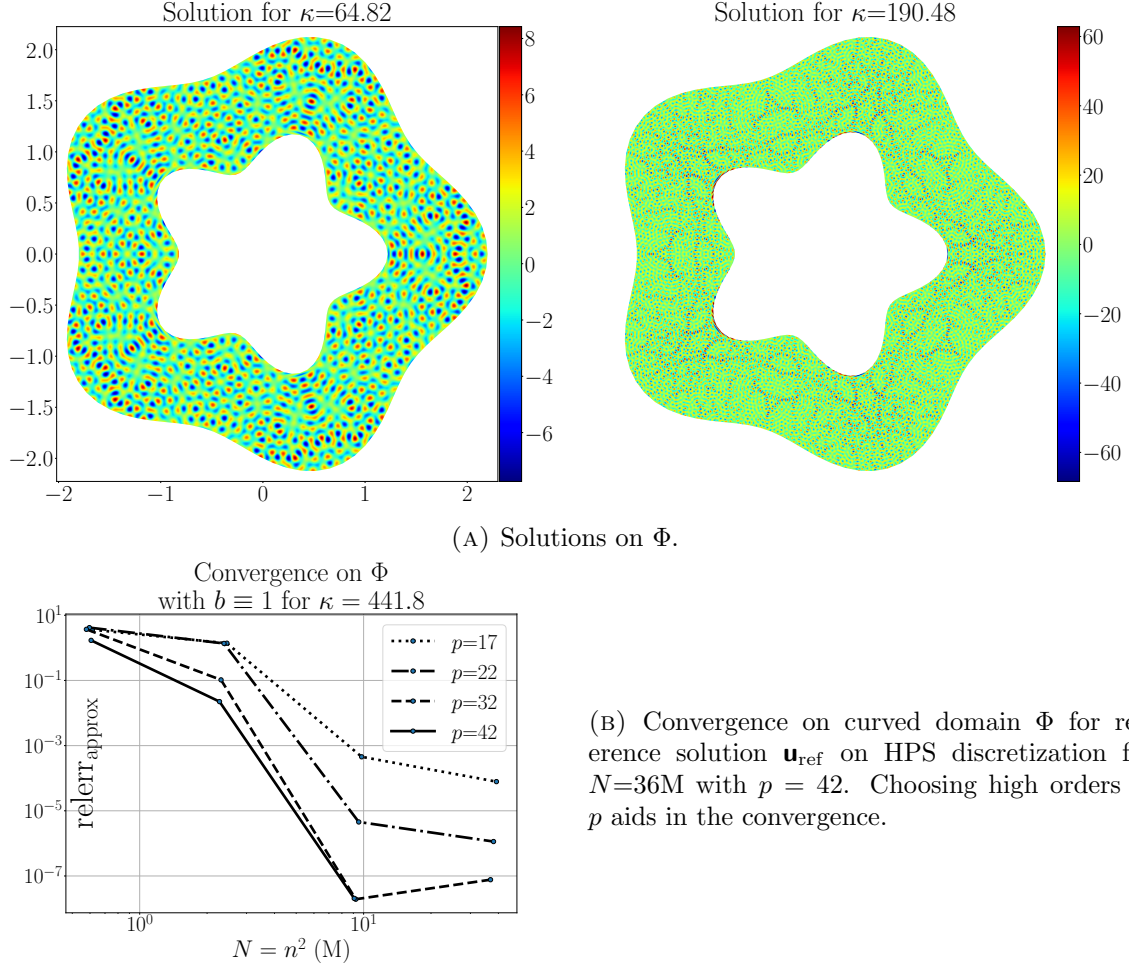 Solution for κ=64.82
Solution for κ=190.48
2.0
1.5
1.0
0.5
0.0
−0.5
−1.0
−1.5
−2.0
−2
−1
0
1
2
8
6
4
2
0
−2
−4
−6
60
40
20
0
−20
−40
−60
(A) Solutions on Φ.
Convergence on Φ
with b ≡ 1 for κ = 441.8
10^1
10^{-1}
10^{-3}
10^{-5}
10^{-7}
relerr_approx
p=17
p=22
p=32
p=42
10^0
10^1
N = n^2 (M)
(B) Convergence on curved domain Φ for re
erence solution u_ref on HPS discretization f
N=36M with p = 42. Choosing high orders
p aids in the convergence.